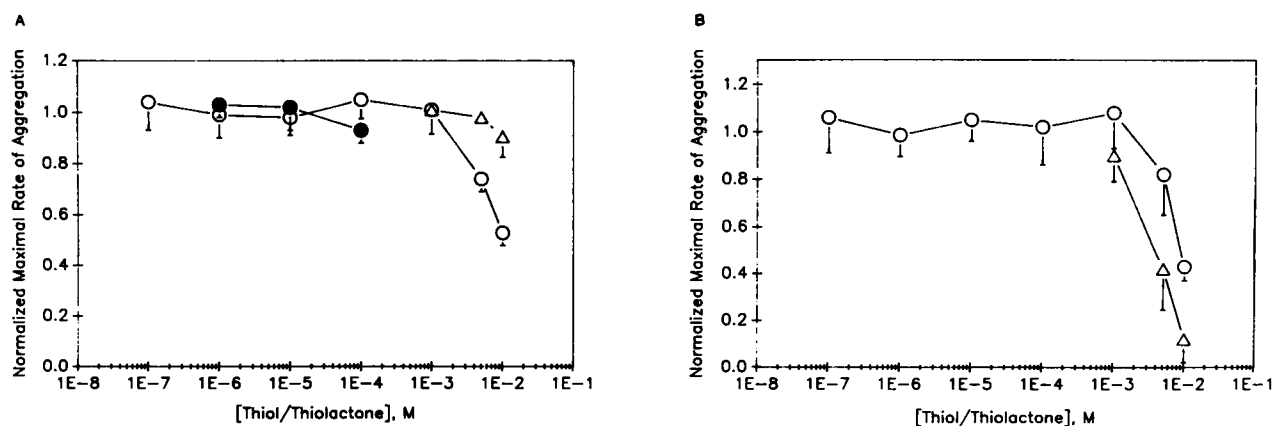 A
Normalized Maximal Rate of Aggregation
1.2
1.0
0.8
0.6
0.4
0.2
0.0
1E-8 1E-7 1E-6 1E-5 1E-4 1E-3 1E-2 1E-1
[Thiol/Thiolactone], M
B
Normalized Maximal Rate of Aggregation
1.2
1.0
0.8
0.6
0.4
0.2
0.0
1E-8 1E-7 1E-6 1E-5 1E-4 1E-3 1E-2 1E-1
[Thiol/Thiolactone], M